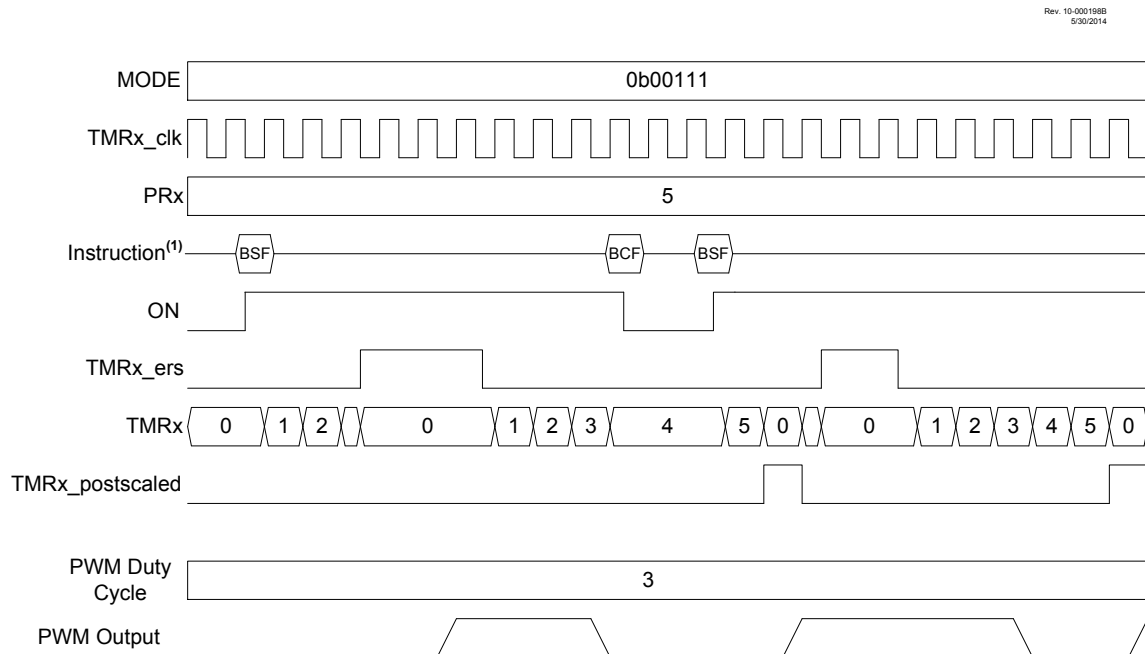 Rev. 10-000198B
5/30/2014
MODE 0b00111
TMRx_clk
PRx 5
Instruction(1) BSF BCF BSF
ON
TMRx_ers
TMRx 0 1 2 0 1 2 3 4 5 0 0 1 2 3 4 5 0
TMRx_postscaled
PWM Duty
Cycle
3
PWM Output